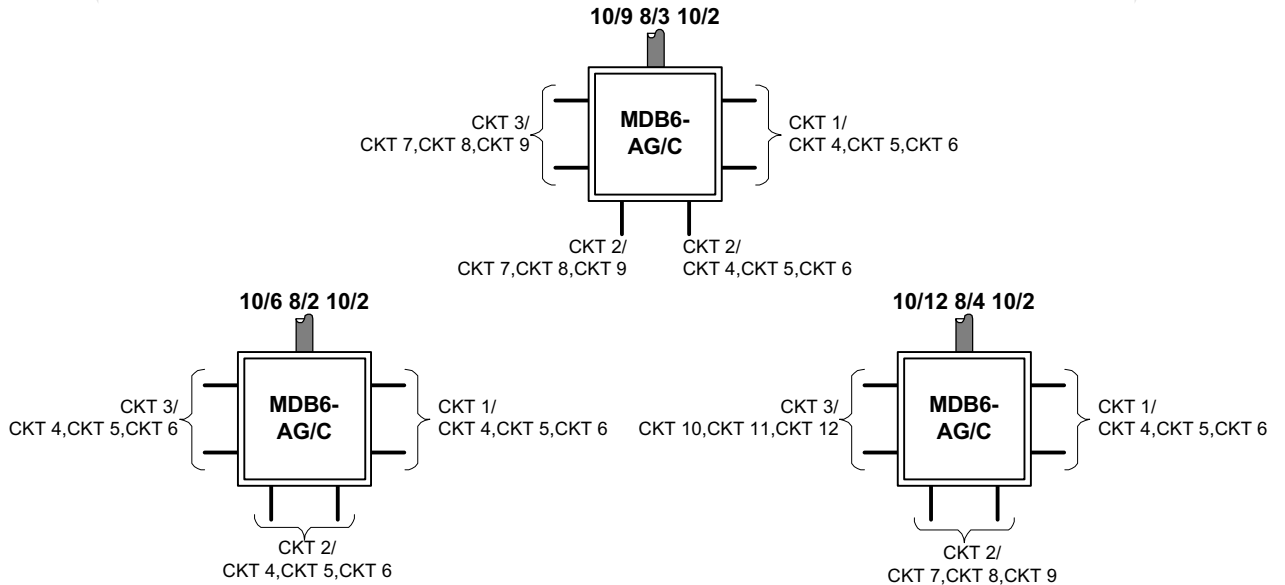 10/9 8/3 10/2
MDB6-
AG/C
CKT 3/
CKT 7,CKT 8,CKT 9
CKT 1/
CKT 4,CKT 5,CKT 6
CKT 2/
CKT 7,CKT 8,CKT 9
CKT 2/
CKT 4,CKT 5,CKT 6
10/6 8/2 10/2
MDB6-
AG/C
CKT 3/
CKT 4,CKT 5,CKT 6
CKT 1/
CKT 4,CKT 5,CKT 6
CKT 2/
CKT 4,CKT 5,CKT 6
10/12 8/4 10/2
MDB6-
AG/C
CKT 3/
CKT 10,CKT 11,CKT 12
CKT 1/
CKT 4,CKT 5,CKT 6
CKT 2/
CKT 7,CKT 8,CKT 9